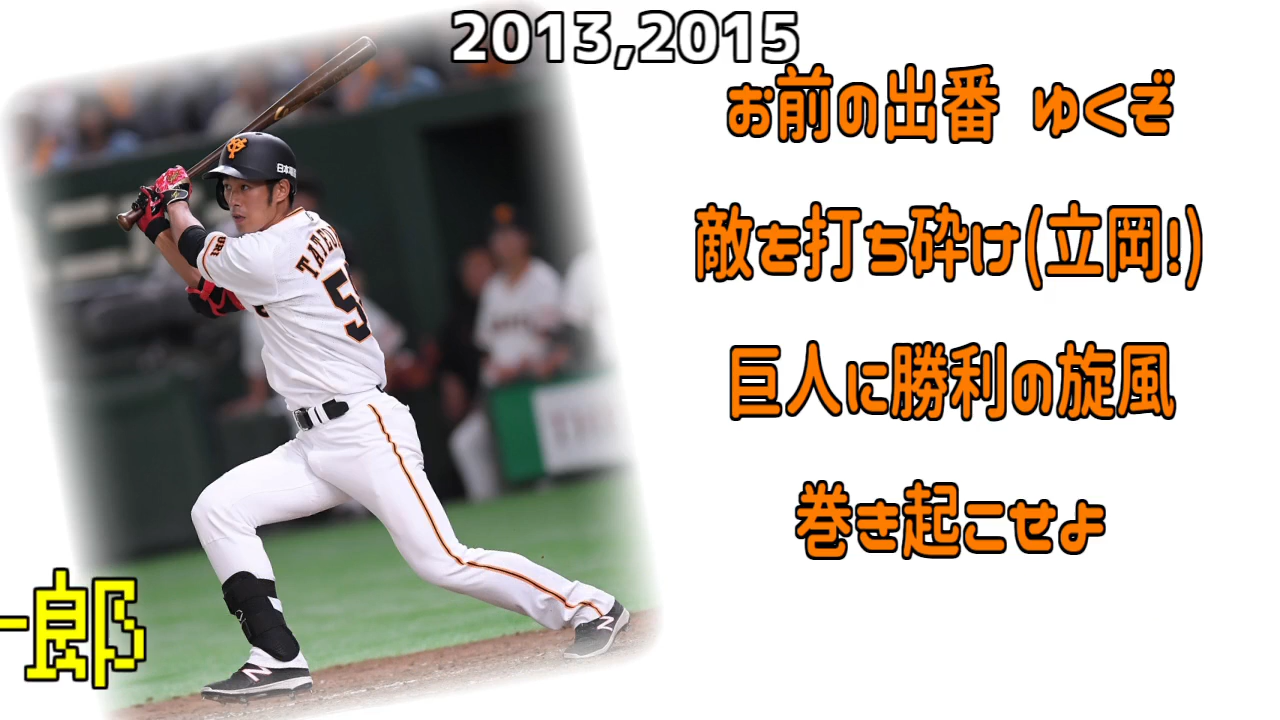 2013,2015
お前の出番 ゆくぞ
敵を打ち砕け(立岡!)
巨人に勝利の旋風
巻き起こせよ
一郎